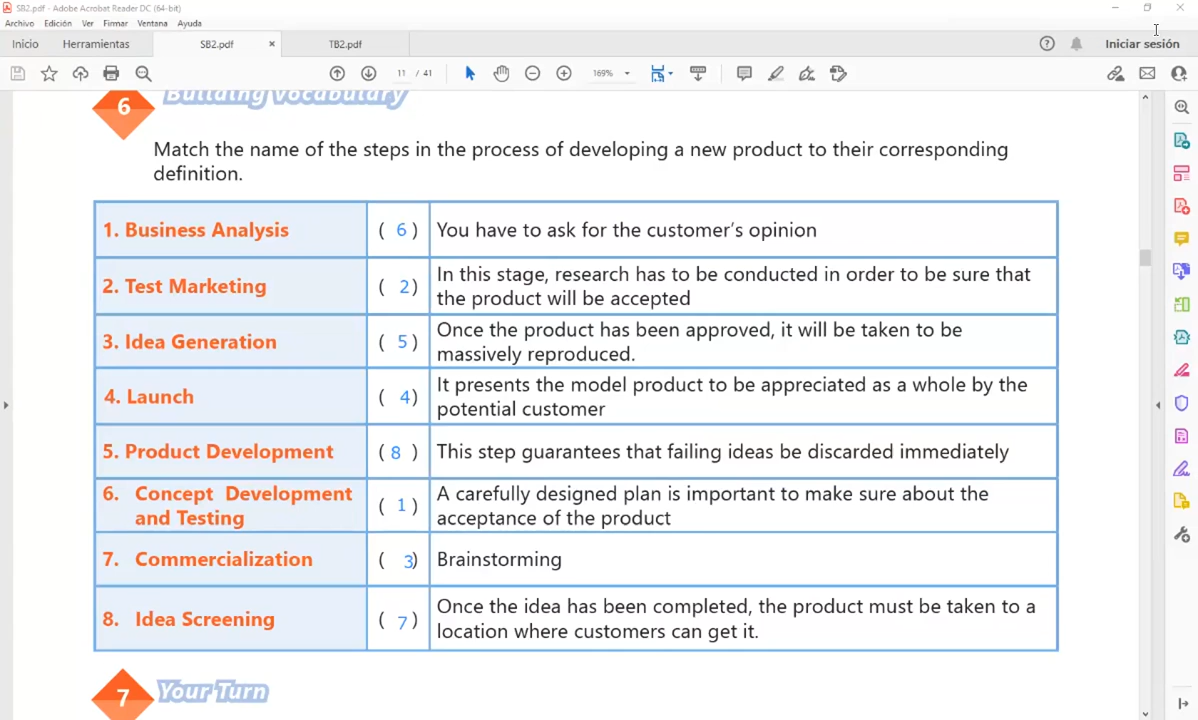 SB2.pdf - Adobe Acrobat Reader DC (64-bit)
Archivo Edición Ver Firmar Ventana Ayuda
Inicio Herramientas SB2.pdf × TB2.pdf Iniciar sesión
11 / 41 169%
6 Building Vocabulary
Match the name of the steps in the process of developing a new product to their corresponding
definition.
1. Business Analysis ( 6 ) You have to ask for the customer's opinion
2. Test Marketing ( 2 ) In this stage, research has to be conducted in order to be sure that
the product will be accepted
3. Idea Generation ( 5 ) Once the product has been approved, it will be taken to be
massively reproduced.
4. Launch ( 4 ) It presents the model product to be appreciated as a whole by the
potential customer
5. Product Development ( 8 ) This step guarantees that failing ideas be discarded immediately
6. Concept Development
and Testing ( 1 ) A carefully designed plan is important to make sure about the
acceptance of the product
7. Commercialization ( 3 ) Brainstorming
8. Idea Screening ( 7 ) Once the idea has been completed, the product must be taken to a
location where customers can get it.
7 Your Turn